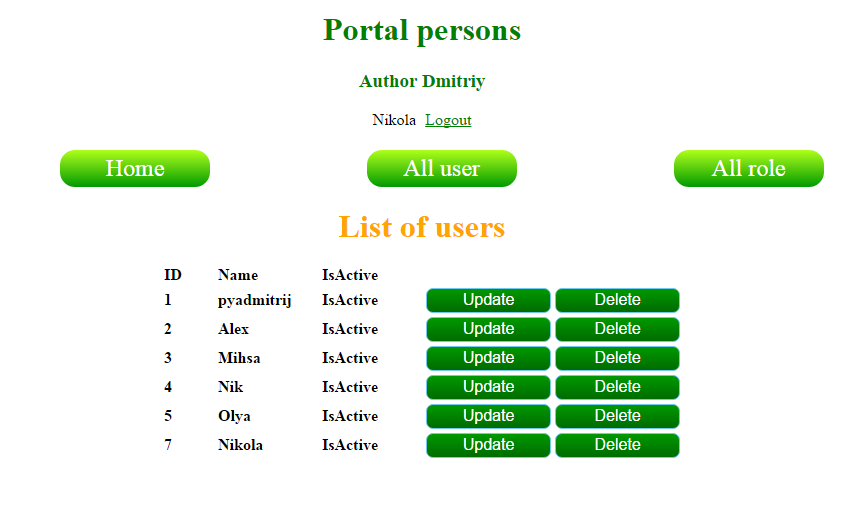 Portal persons
Author Dmitriy
Nikola Logout
Home All user All role
List of users
ID Name IsActive
1 pyadmitrij IsActive Update Delete
2 Alex IsActive Update Delete
3 Mihsa IsActive Update Delete
4 Nik IsActive Update Delete
5 Olya IsActive Update Delete
7 Nikola IsActive Update Delete